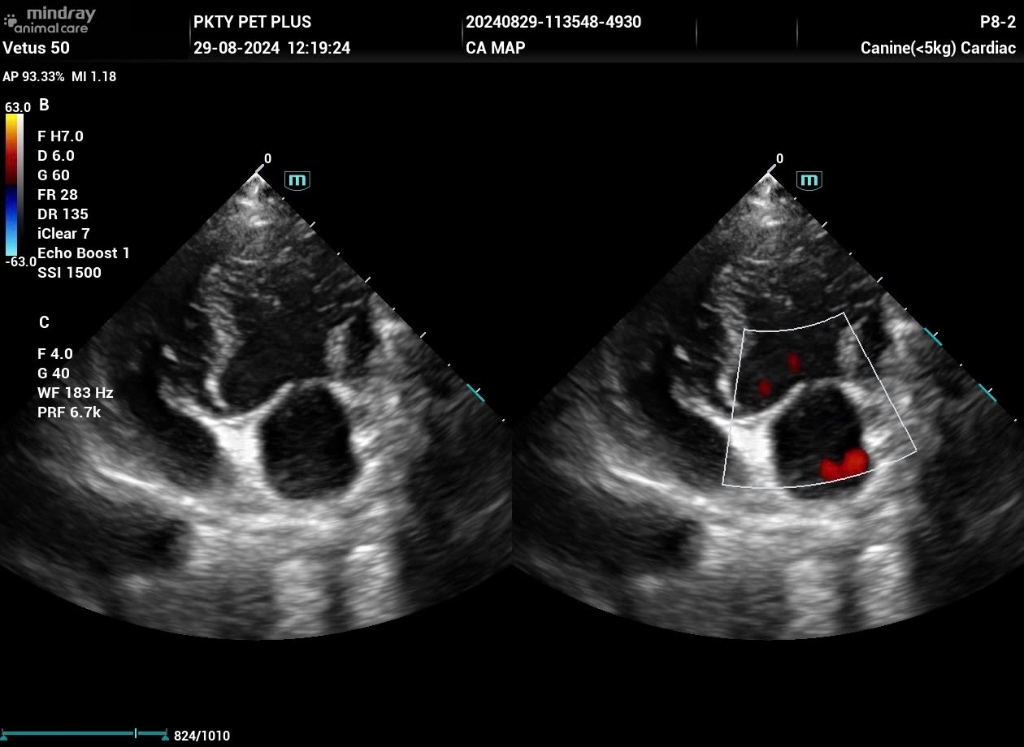 mindray
animal care
Vetus 50
PKTY PET PLUS
29-08-2024 12:19:24
20240829-113548-4930
CA MAP
P8-2
Canine(<5kg) Cardiac
AP 93.33% MI 1.18
63.0
B
F H7.0
D 6.0
G 60
FR 28
DR 135
iClear 7
Echo Boost 1
SSI 1500
-63.0
C
F 4.0
G 40
WF 183 Hz
PRF 6.7k
0
m
0
m
824/1010